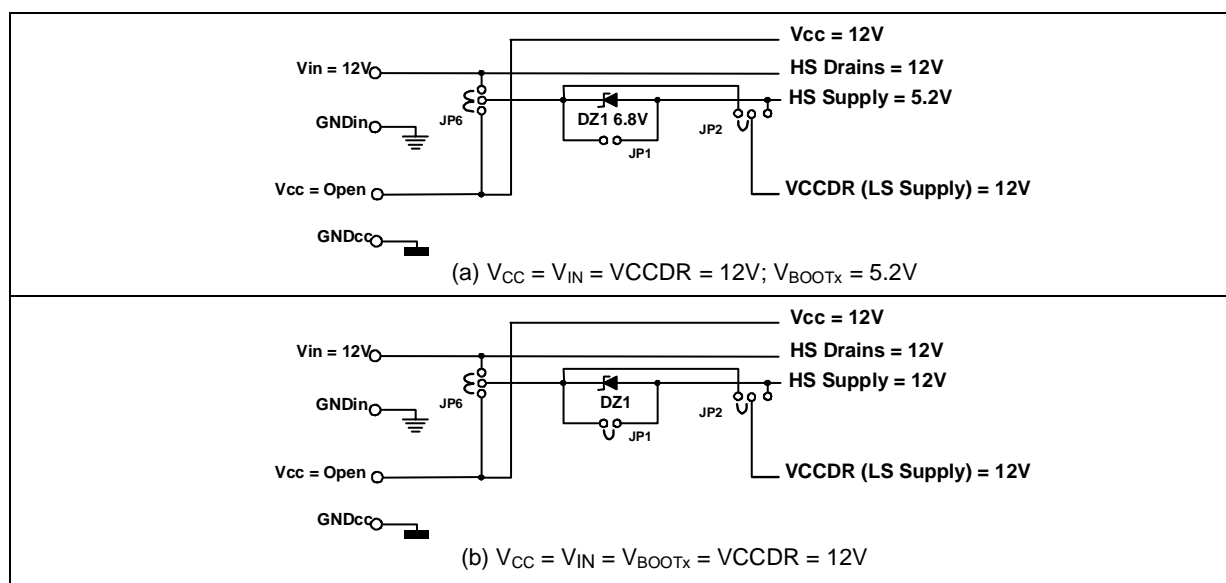 Vcc = 12V
Vin = 12V
HS Drains = 12V
HS Supply = 5.2V
JP6
DZ1 6.8V
JP2
GNDin
JP1
Vcc = Open
VCCDR (LS Supply) = 12V
GNDcc
(a) VCC = VIN = VCCDR = 12V; VBOOTx = 5.2V
Vcc = 12V
Vin = 12V
HS Drains = 12V
HS Supply = 12V
JP6
DZ1
JP2
GNDin
JP1
Vcc = Open
VCCDR (LS Supply) = 12V
GNDcc
(b) VCC = VIN = VBOOTx = VCCDR = 12V